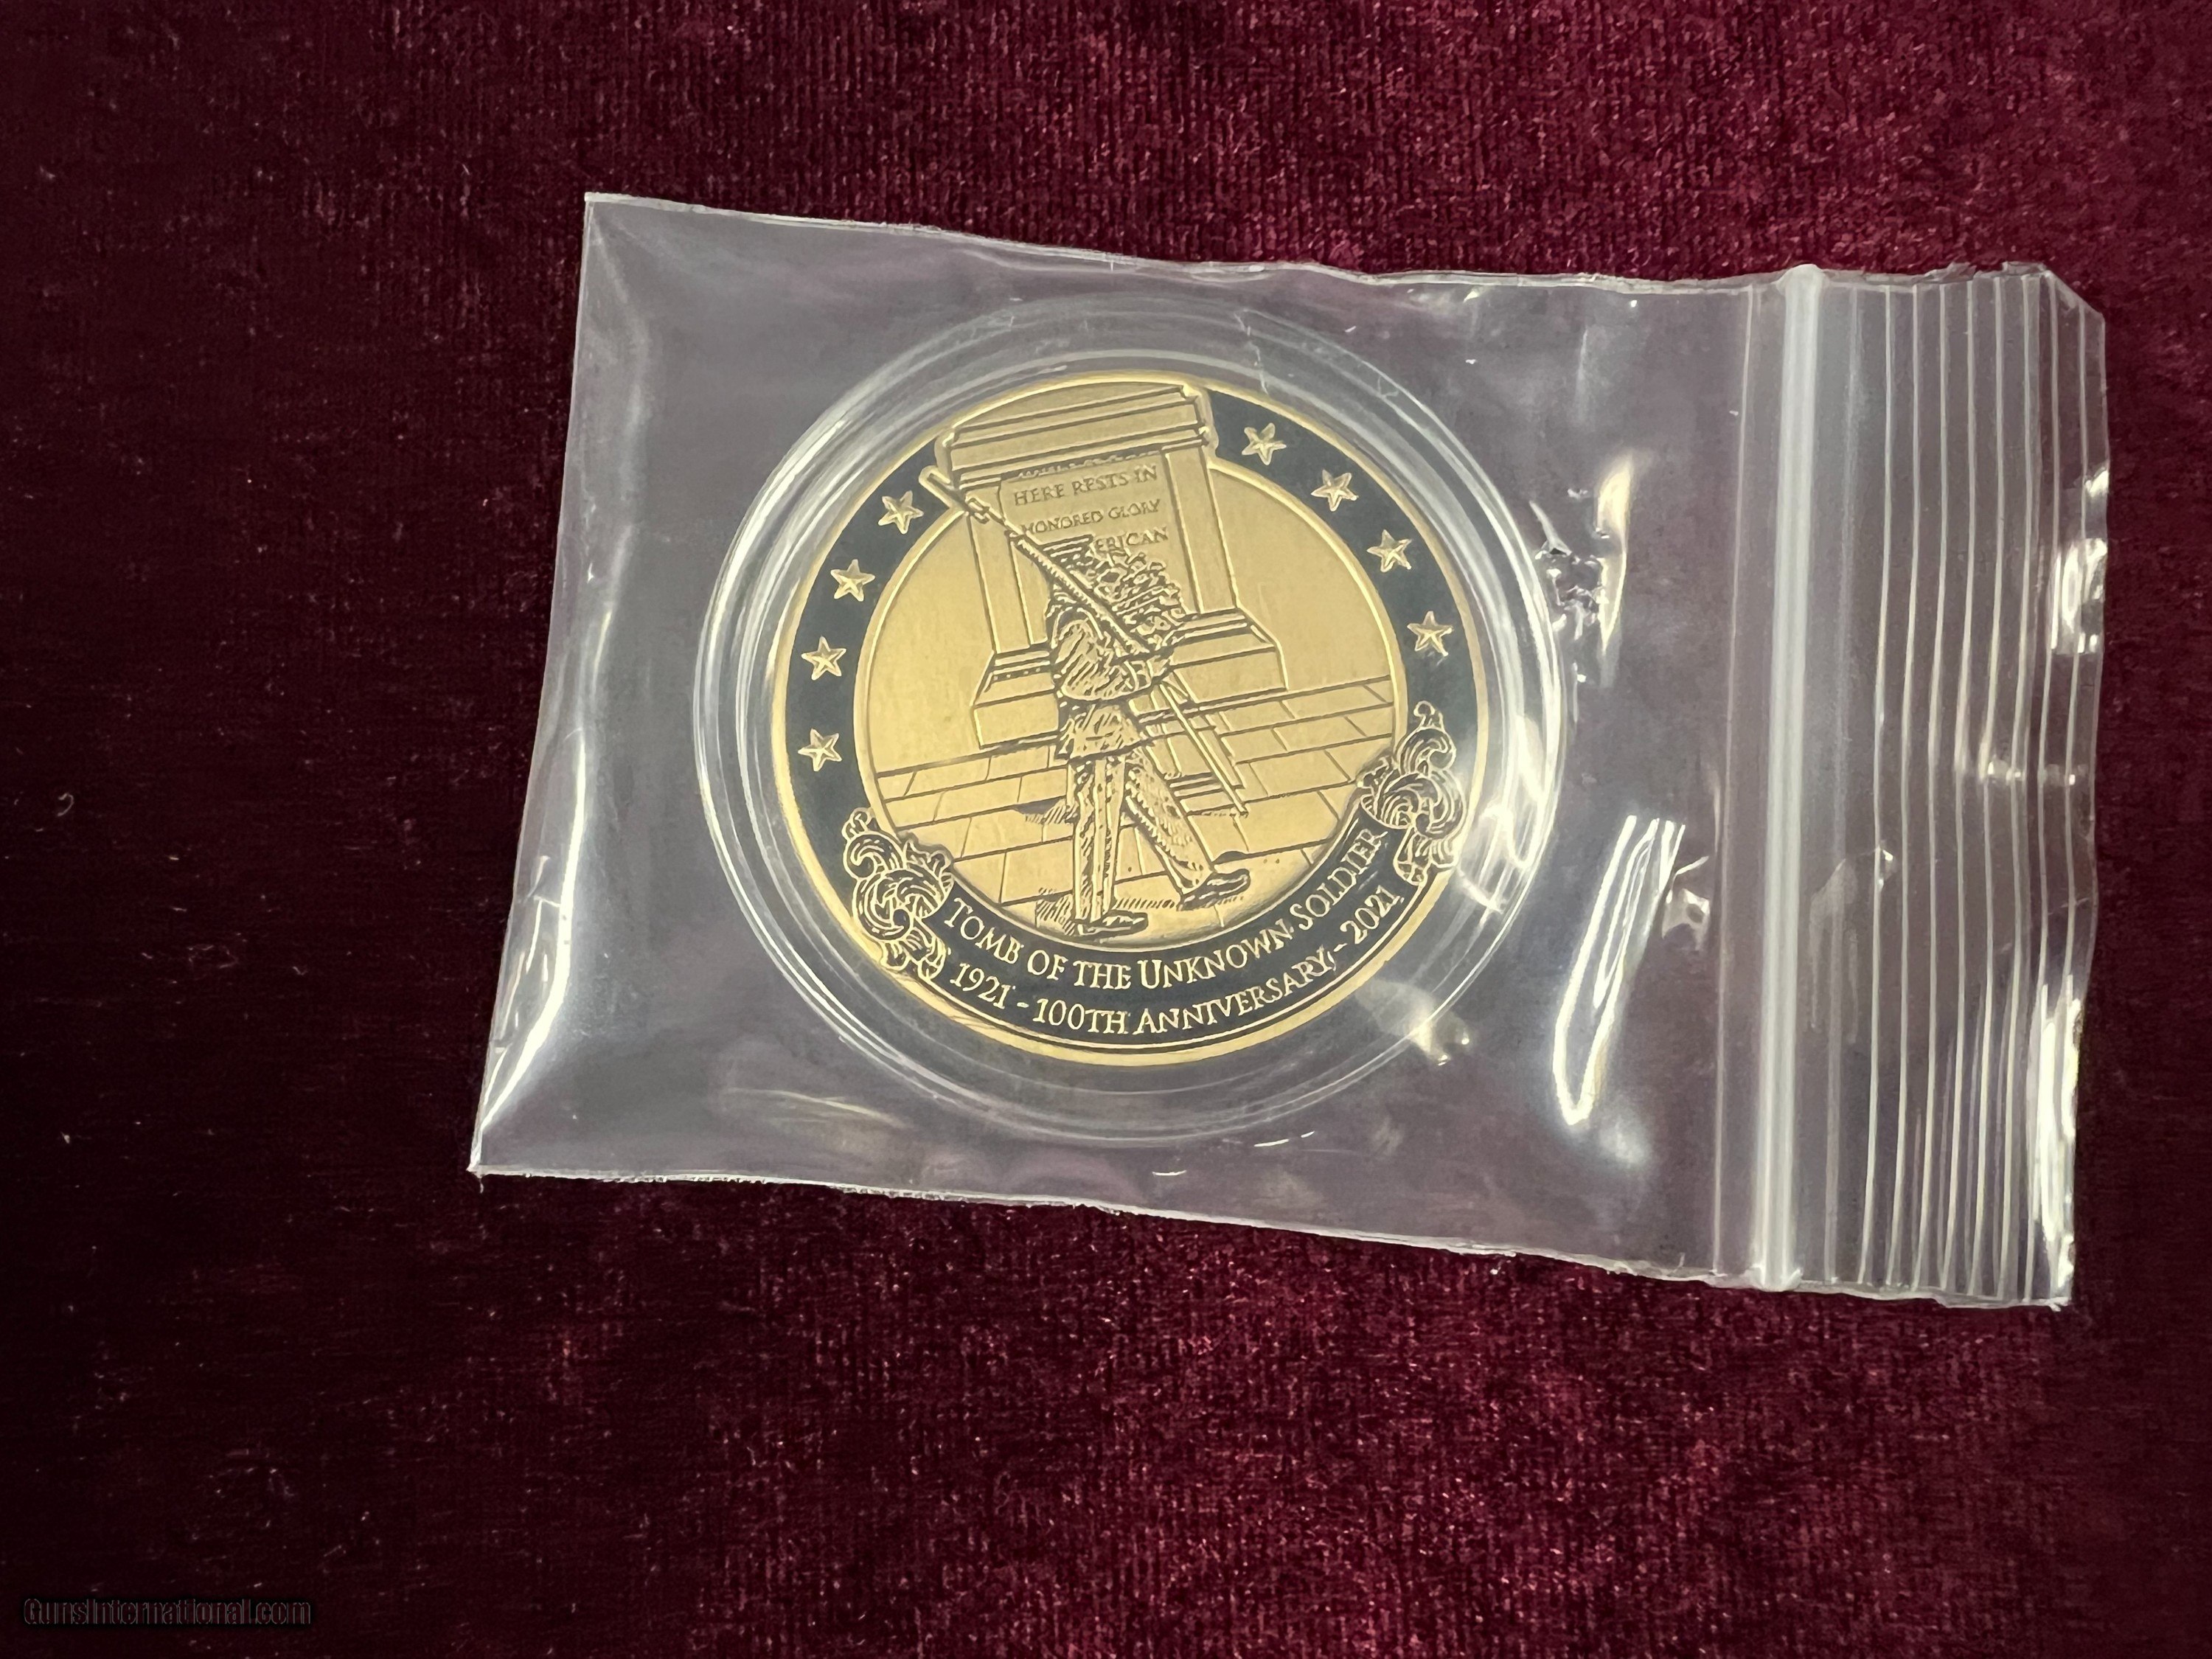 HERE RESTS IN
HONORED GLORY
ERICAN
TOMB OF THE UNKNOWN SOLDIER
1921 - 100TH ANNIVERSARY - 2021
GunsInternational.com